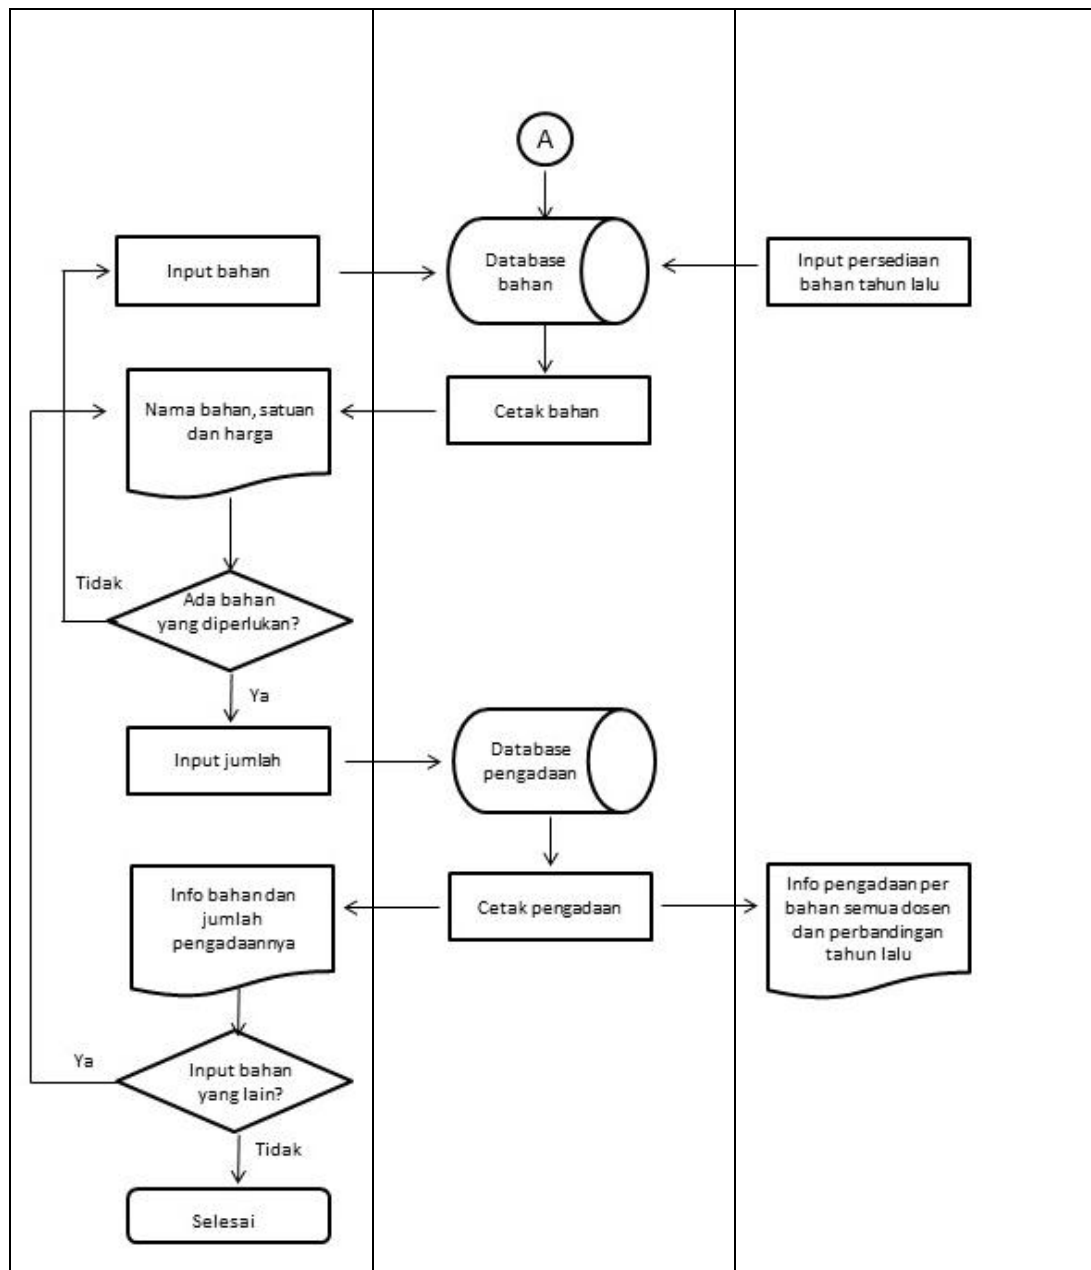 A
Input bahan
Database
bahan
Input persediaan
bahan tahun lalu
Nama bahan, satuan
dan harga
Cetak bahan
Tidak
Ada bahan
yang diperlukan?
Ya
Input jumlah
Database
pengadaan
Info bahan dan
jumlah
pengadaannya
Cetak pengadaan
Info pengadaan per
bahan semua dosen
dan perbandingan
tahun lalu
Ya
Input bahan
yang lain?
Tidak
Selesai